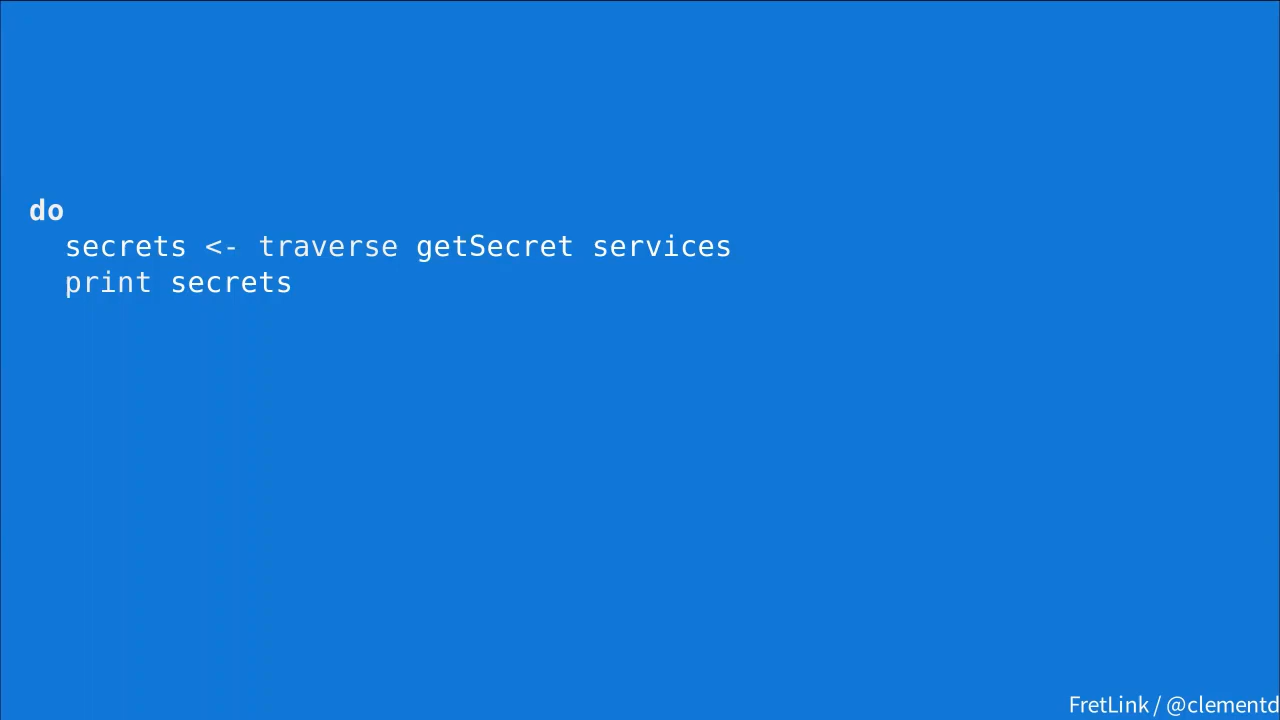 do
  secrets <- traverse getSecret services
  print secrets
FretLink / @clementd